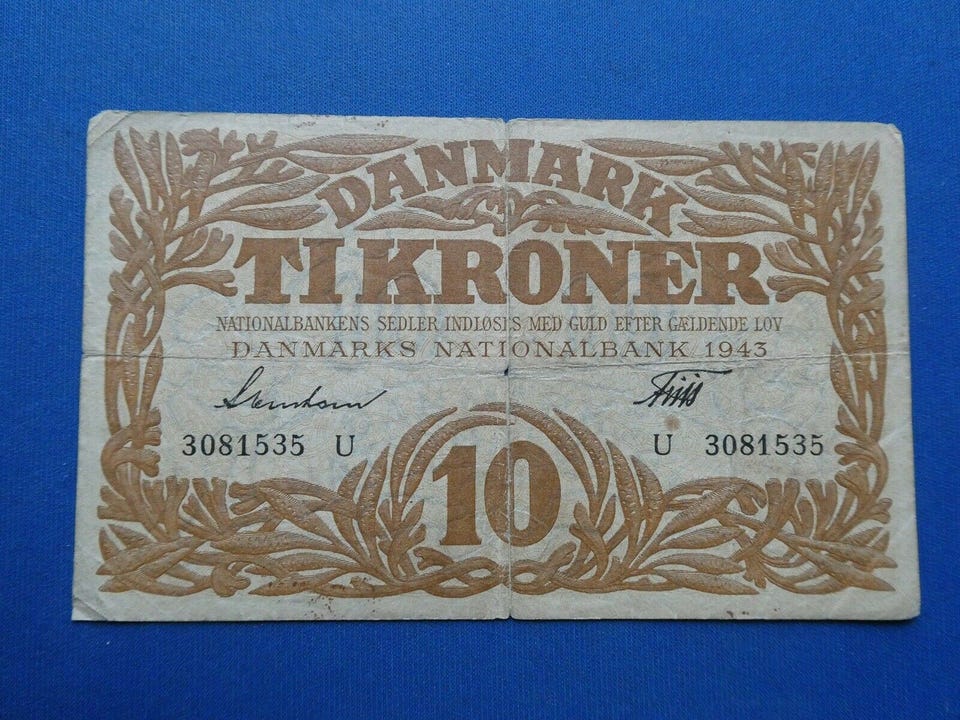 DANMARK
TI KRONER
NATIONALBANKENS SEDLER INDLØSES MED GULD EFTER GÆLDENDE LOV
DANMARKS NATIONALBANK 1943
3081535 U U 3081535
10